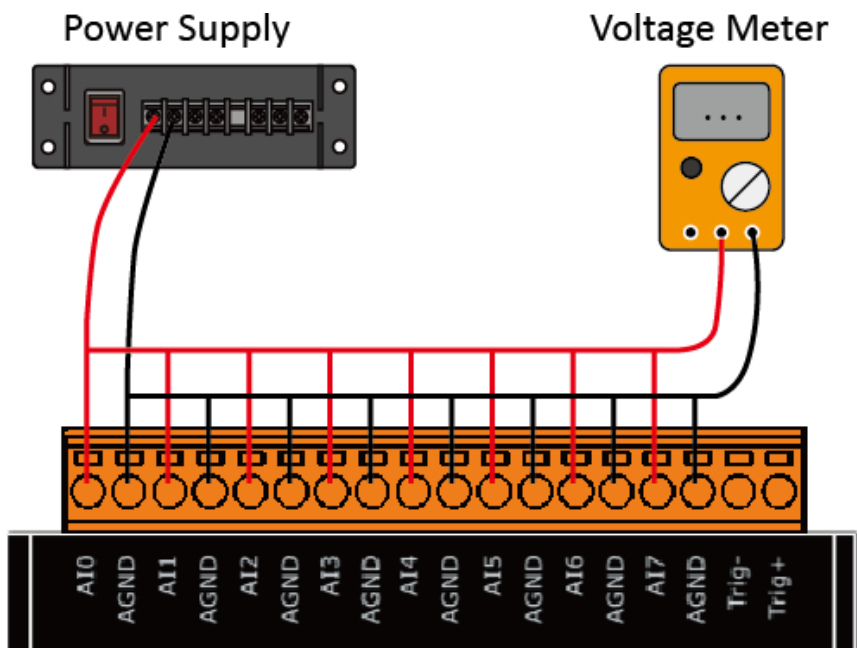 Power Supply
Voltage Meter
...
AI0
AGND
AI1
AGND
AI2
AGND
AI3
AGND
AI4
AGND
AI5
AGND
AI6
AGND
AI7
AGND
Trig-
Trig+